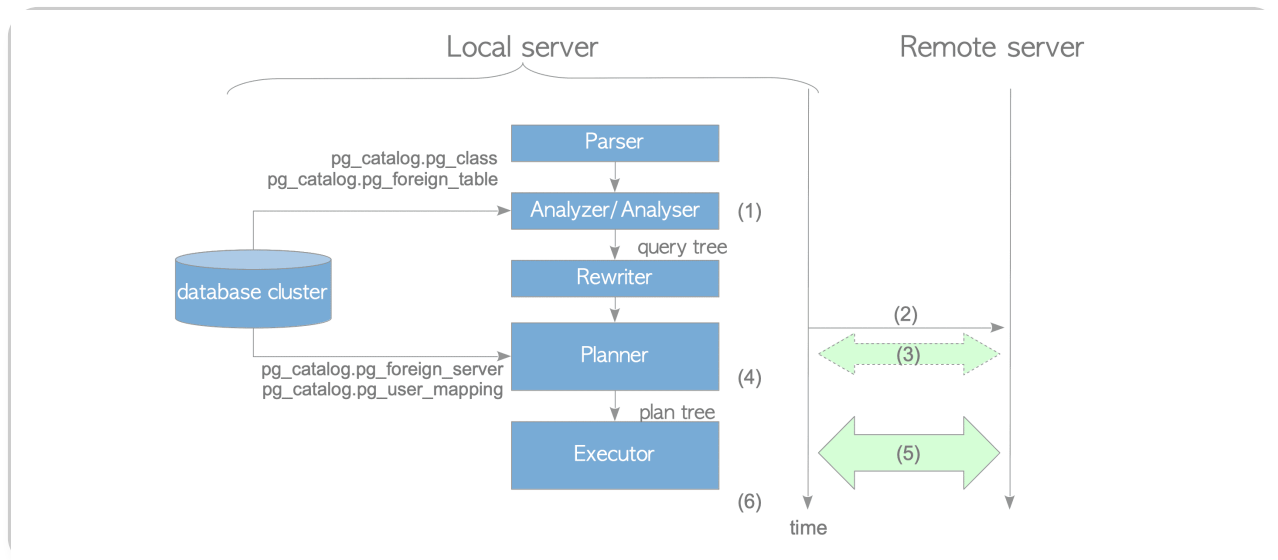 Local server
Remote server
Parser
pg_catalog.pg_class
pg_catalog.pg_foreign_table
Analyzer/Analyser
(1)
query tree
Rewriter
database cluster
(2)
Planner
(3)
pg_catalog.pg_foreign_server
pg_catalog.pg_user_mapping
(4)
plan tree
Executor
(5)
(6)
time